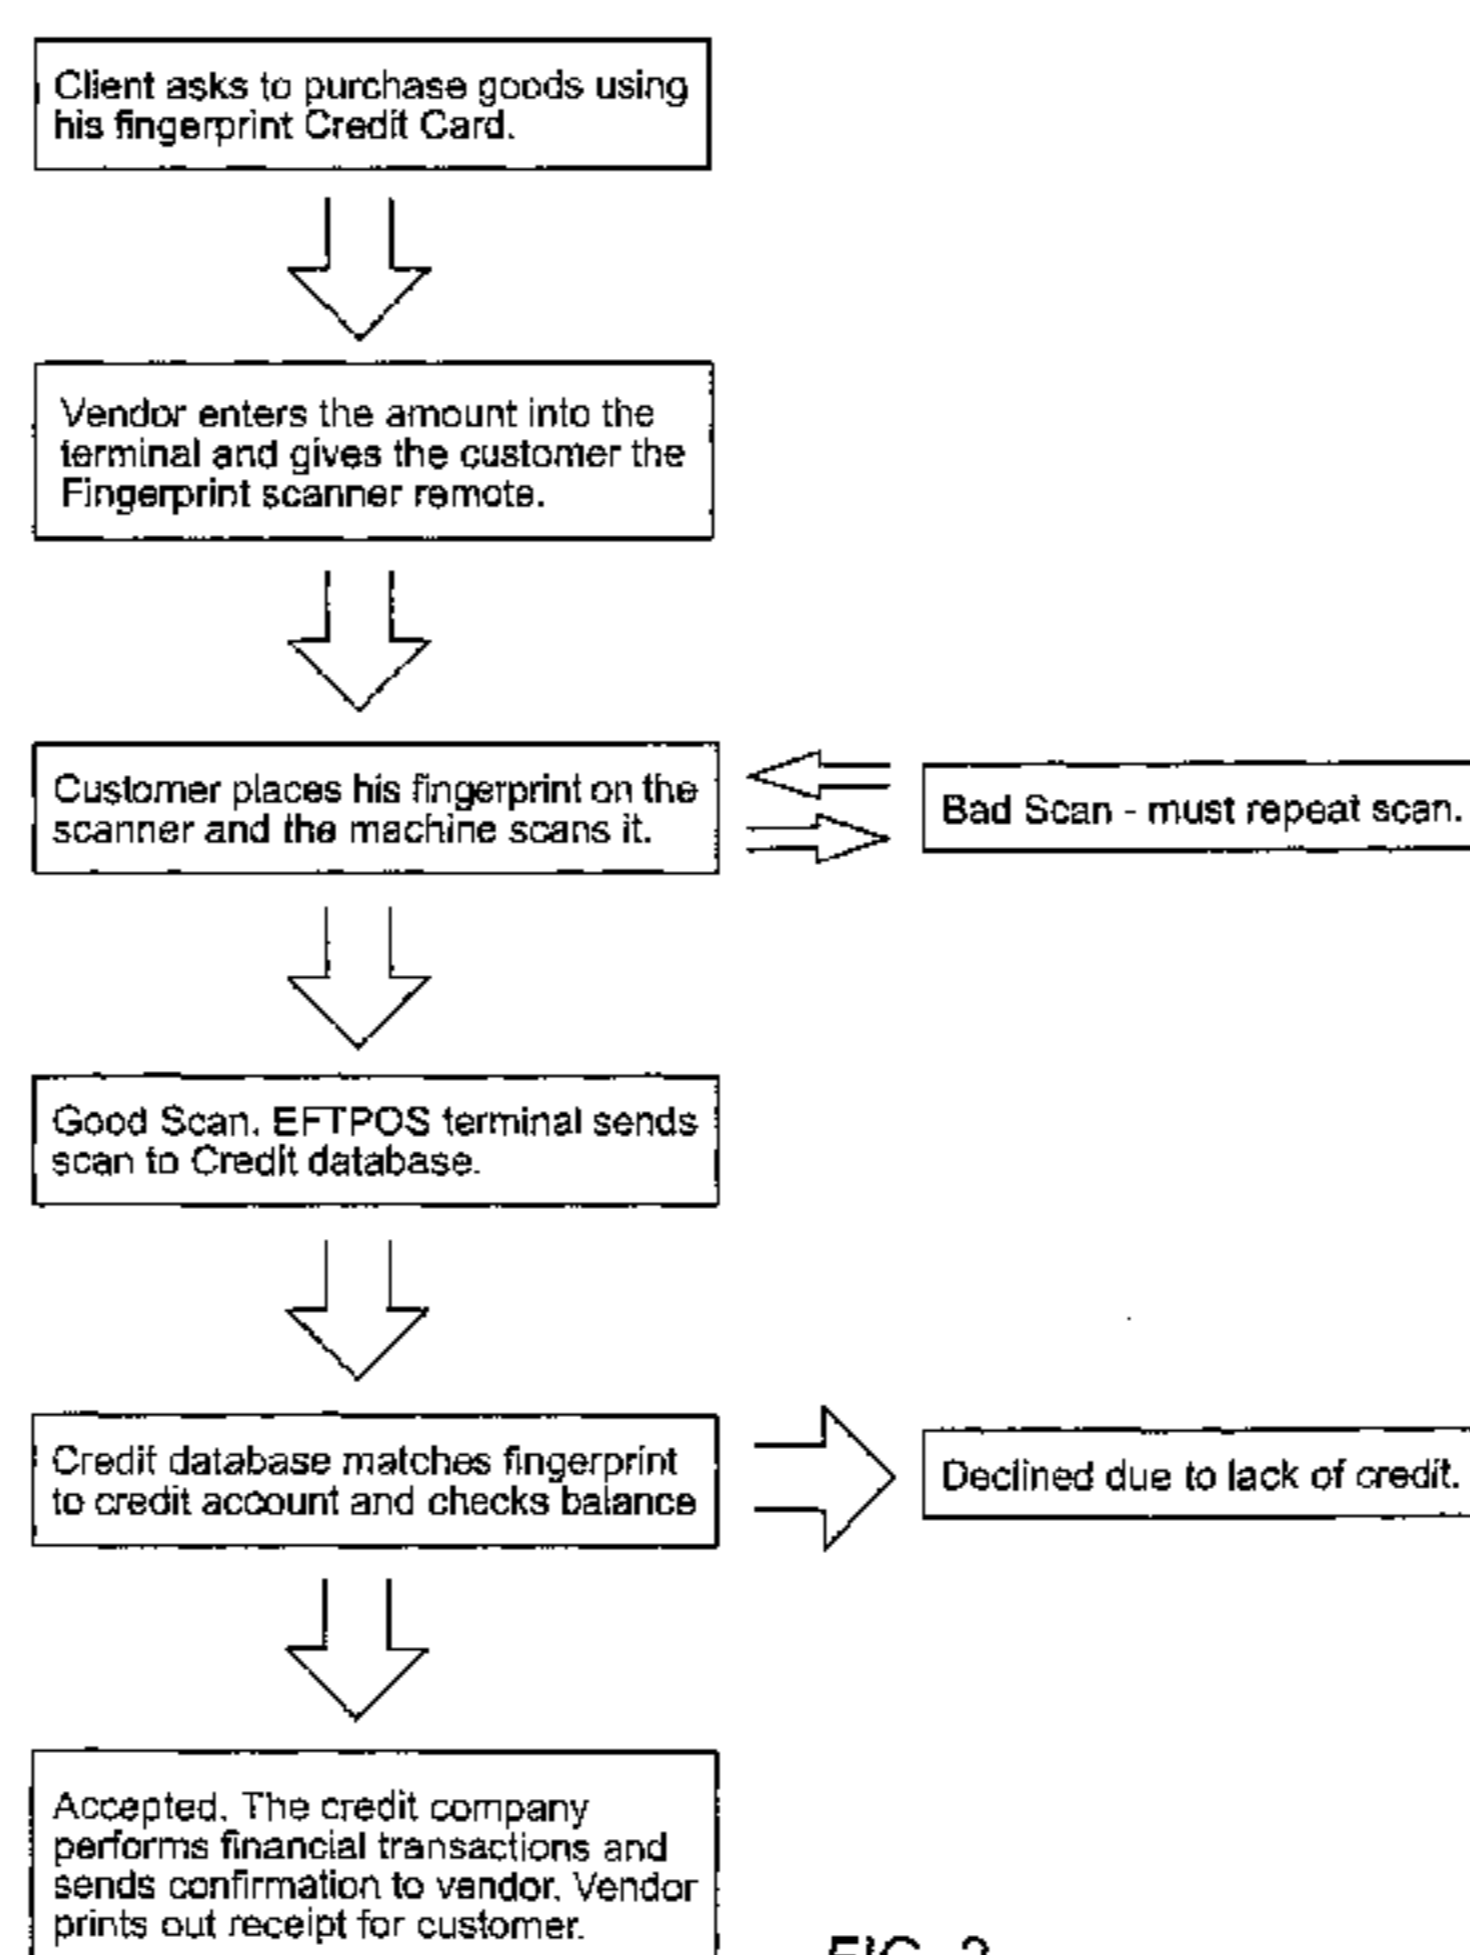 Client asks to purchase goods using
his fingerprint Credit Card.
Vendor enters the amount into the
terminal and gives the customer the
Fingerprint scanner remote.
Customer places his fingerprint on the
scanner and the machine scans it.
Bad Scan - must repeat scan.
Good Scan. EFTPOS terminal sends
scan to Credit database.
Credit database matches fingerprint
to credit account and checks balance
Declined due to lack of credit.
Accepted. The credit company
performs financial transactions and
sends confirmation to vendor. Vendor
prints out receipt for customer.
FIG.